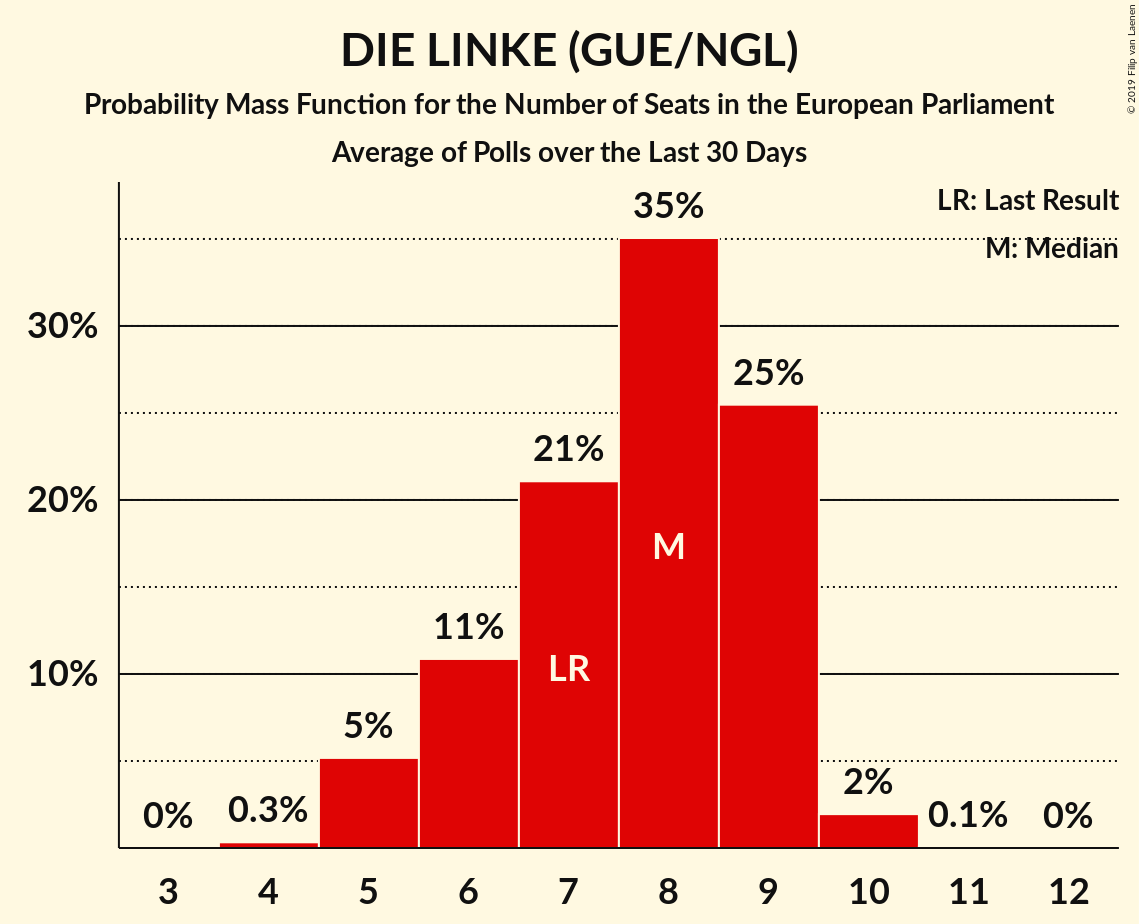 DIE LINKE (GUE/NGL)
Probability Mass Function for the Number of Seats in the European Parliament
Average of Polls over the Last 30 Days
© 2019 Filip van Laenen
LR: Last Result
M: Median
35%
30%
25%
21%
20%
M
11%
LR
10%
5%
2%
0%
0.3%
0.1%
0%
3 4 5 6 7 8 9 10 11 12